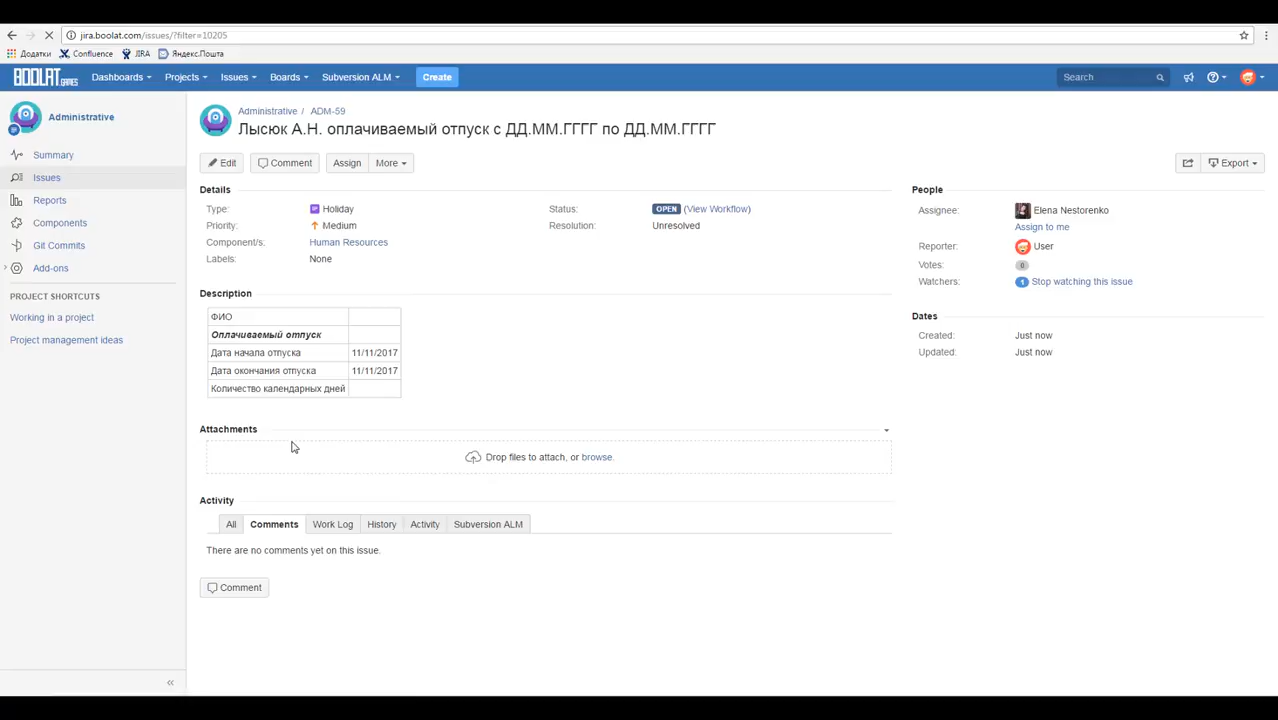 jira.boolat.com/issues/?filter=10205
Додатки Confluence JIRA Яндекс.Пошта
BOOLAT GAMES Dashboards Projects Issues Boards Subversion ALM Create Search
Administrative
Summary
Issues
Reports
Components
Git Commits
Add-ons
PROJECT SHORTCUTS
Working in a project
Project management ideas
Administrative / ADM-59
Лысюк А.Н. оплачиваемый отпуск с ДД.ММ.ГГГГ по ДД.ММ.ГГГГ
Edit Comment Assign More Export
Details
Type: Holiday Status: OPEN (View Workflow)
Priority: Medium Resolution: Unresolved
Component/s: Human Resources
Labels: None
Description
ФИО
Оплачиваемый отпуск
Дата начала отпуска 11/11/2017
Дата окончания отпуска 11/11/2017
Количество календарных дней
Attachments
Drop files to attach, or browse.
Activity
All Comments Work Log History Activity Subversion ALM
There are no comments yet on this issue.
Comment
People
Assignee: Elena Nestorenko
Assign to me
Reporter: User
Votes: 0
Watchers: 1 Stop watching this issue
Dates
Created: Just now
Updated: Just now